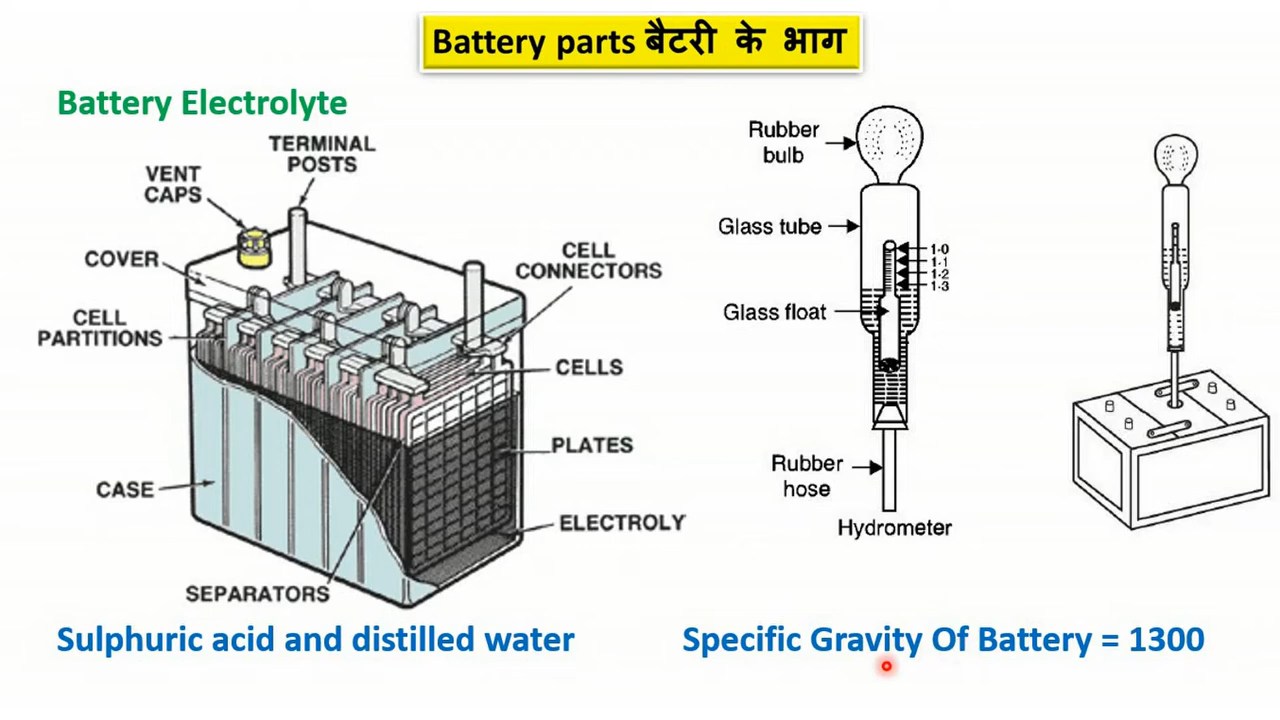 Battery parts बैटरी के भाग
Battery Electrolyte
TERMINAL
POSTS
VENT
CAPS
COVER
CELL
CONNECTORS
CELL
PARTITIONS
CELLS
PLATES
CASE
ELECTROLY
SEPARATORS
Sulphuric acid and distilled water
Rubber
bulb
Glass tube
1·0
1·1
1·2
1·3
Glass float
Rubber
hose
Hydrometer
Specific Gravity Of Battery = 1300